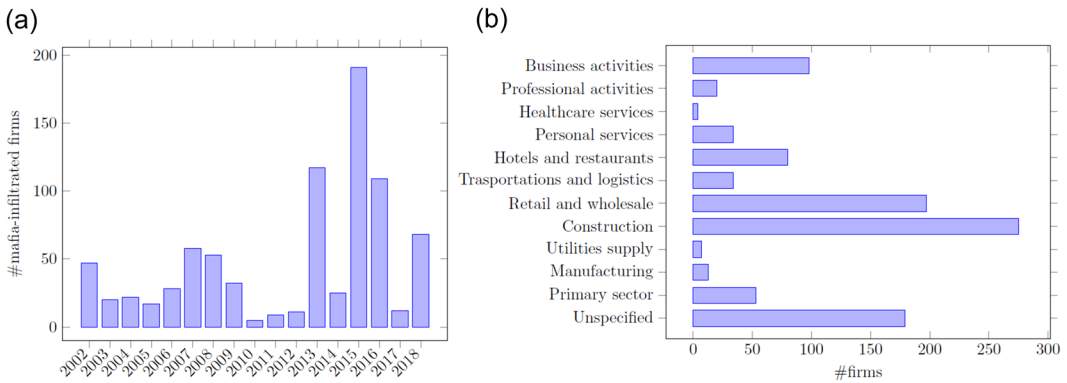 (a)
200
150
100
50
0
#mafia-infiltrated firms
2002
2003
2004
2005
2006
2007
2008
2009
2010
2011
2012
2013
2014
2015
2016
2017
2018
(b)
Business activities
Professional activities
Healthcare services
Personal services
Hotels and restaurants
Trasportations and logistics
Retail and wholesale
Construction
Utilities supply
Manufacturing
Primary sector
Unspecified
0 50 100 150 200 250 300
#firms